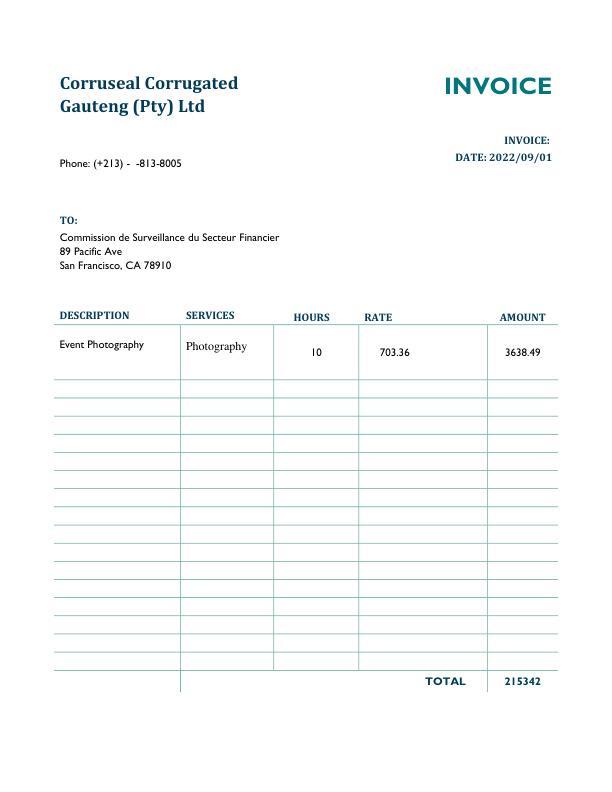 Corruseal Corrugated
Gauteng (Pty) Ltd
INVOICE
INVOICE:
DATE: 2022/09/01
Phone: (+213) - -813-8005
TO:
Commission de Surveillance du Secteur Financier
89 Pacific Ave
San Francisco, CA 78910
DESCRIPTION SERVICES HOURS RATE AMOUNT
Event Photography Photography 10 703.36 3638.49
TOTAL 215342